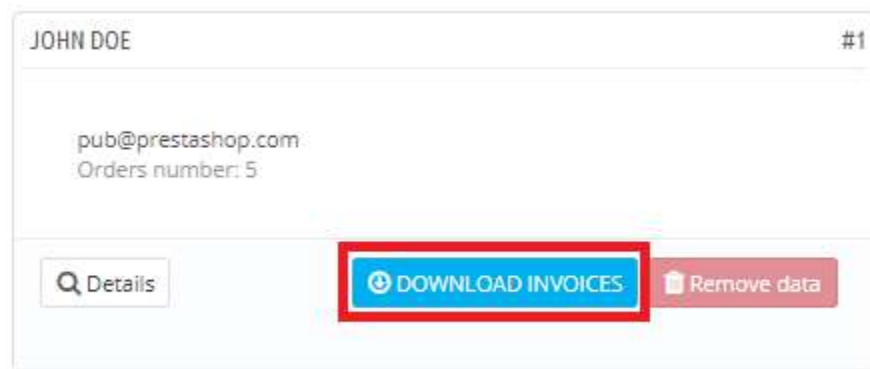 JOHN DOE #1
pub@prestashop.com
Orders number: 5
Details DOWNLOAD INVOICES Remove data